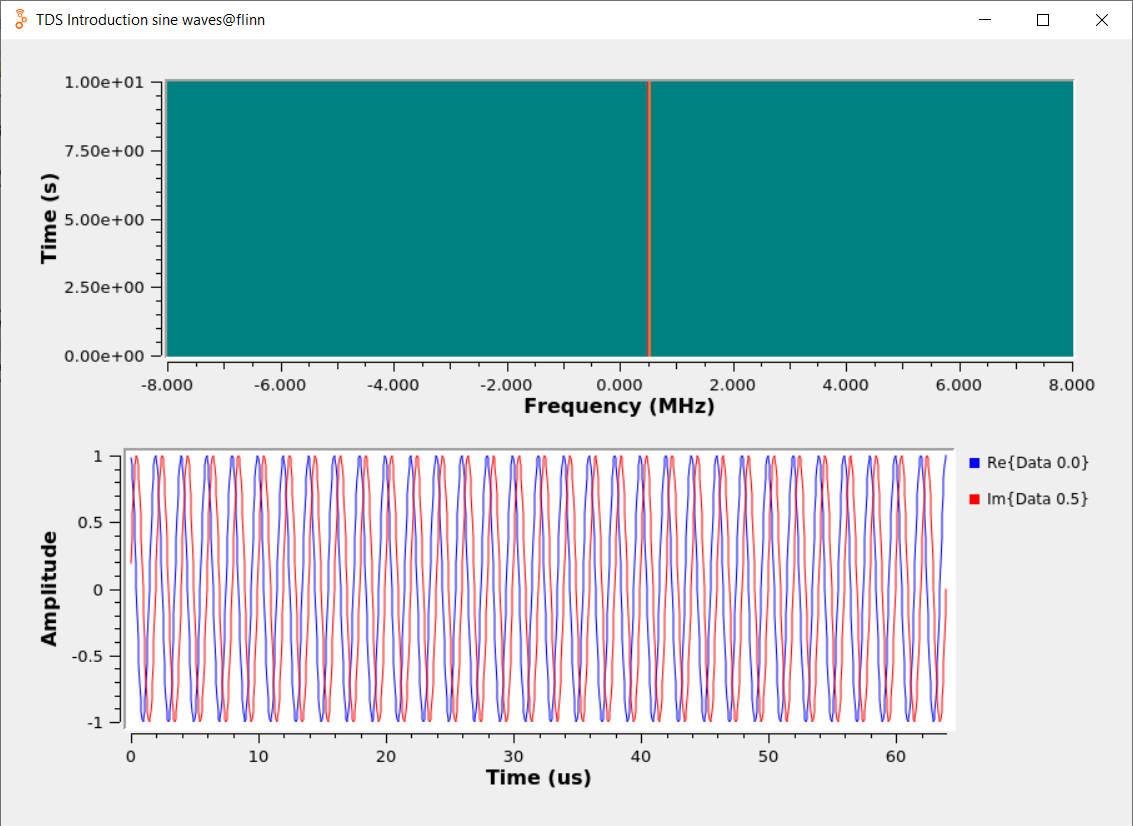 TDS Introduction sine waves@flinn
1.00e+01
7.50e+00
5.00e+00
2.50e+00
0.00e+00
Time (s)
-8.000 -6.000 -4.000 -2.000 0.000 2.000 4.000 6.000 8.000
Frequency (MHz)
1
0.5
0
-0.5
-1
Amplitude
Re{Data 0.0}
Im{Data 0.5}
0 10 20 30 40 50 60
Time (us)